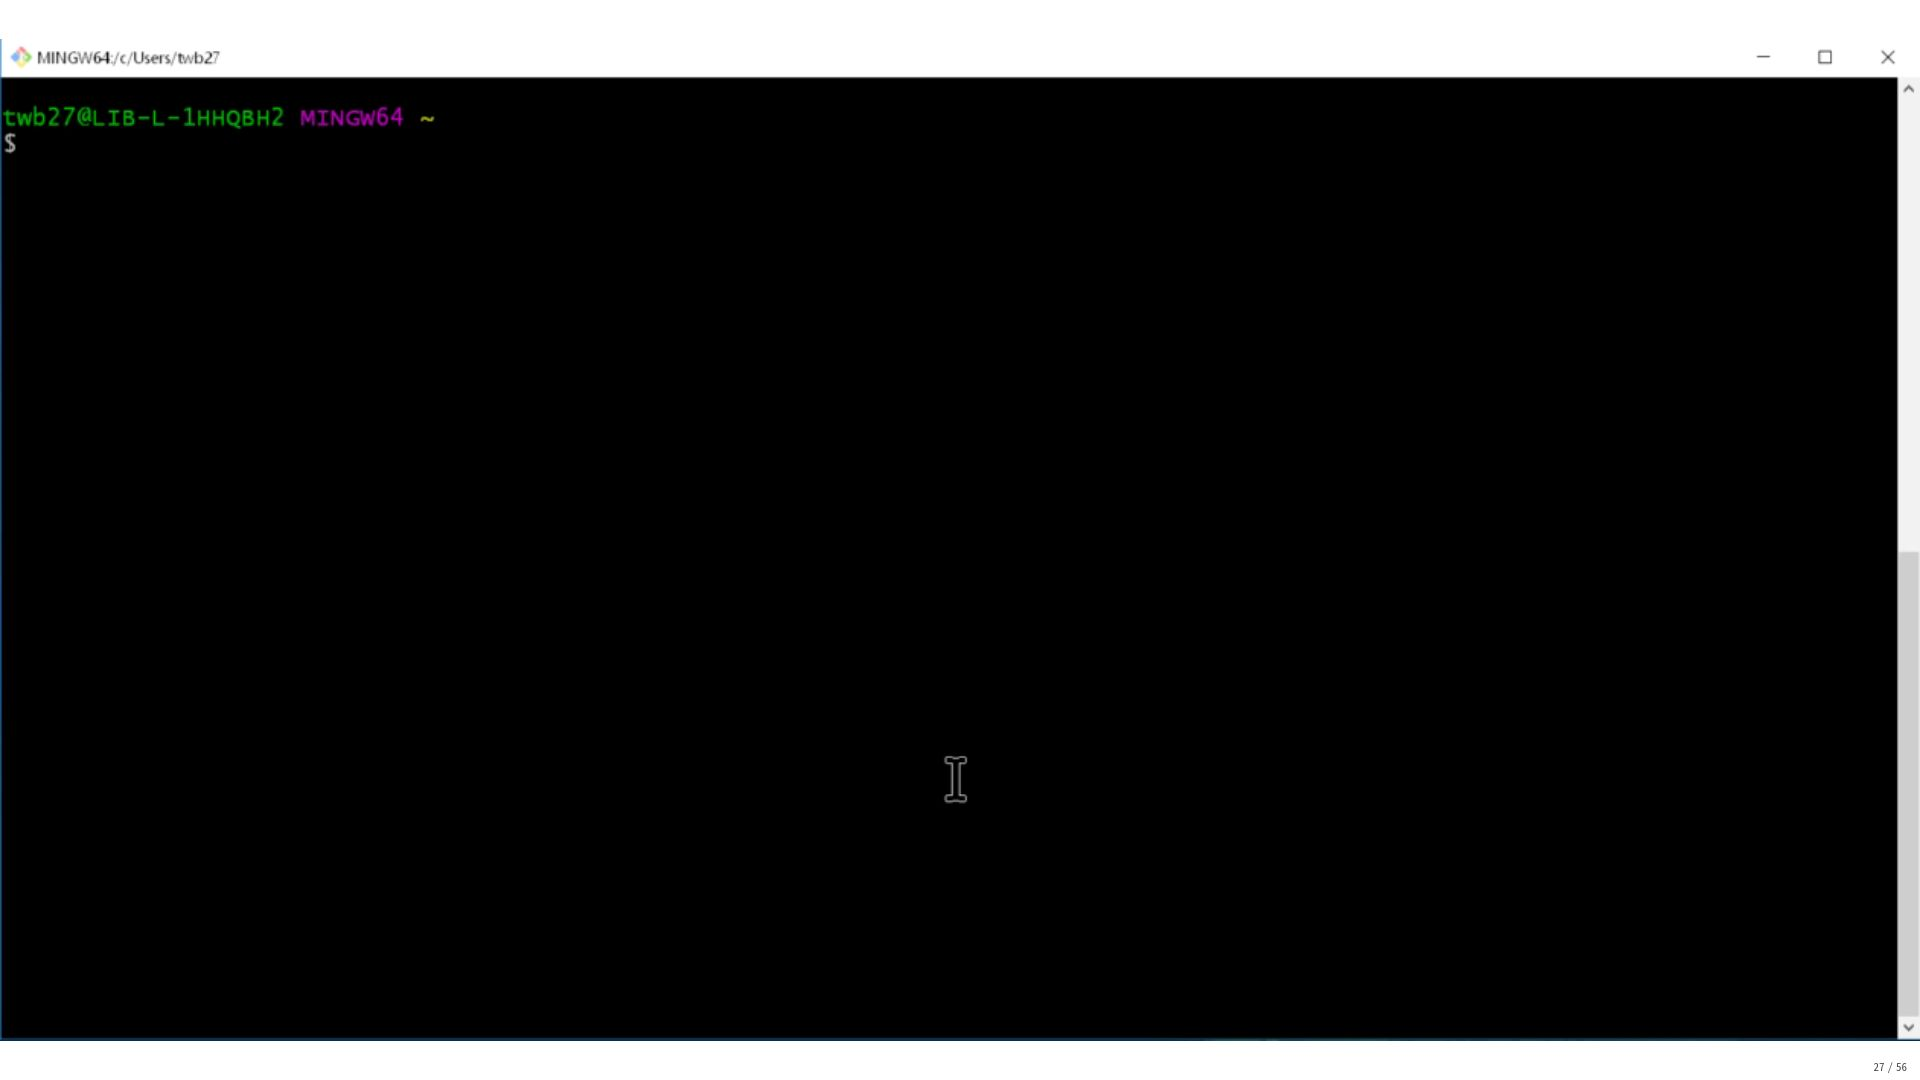 MINGW64:/c/Users/twb27
twb27@LIB-L-1HHQBH2 MINGW64 ~
$
27 / 56